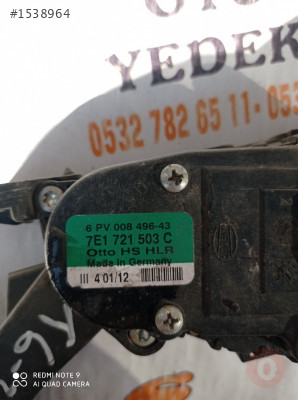 #1538964
OTO
YEDEK
0532 782 65 11-
6 PV 008 496-43
7E1 721 503 C
Otto HS HLR
Made in Germany
4 01/12
REDMI NOTE 9
AI QUAD CAMERA